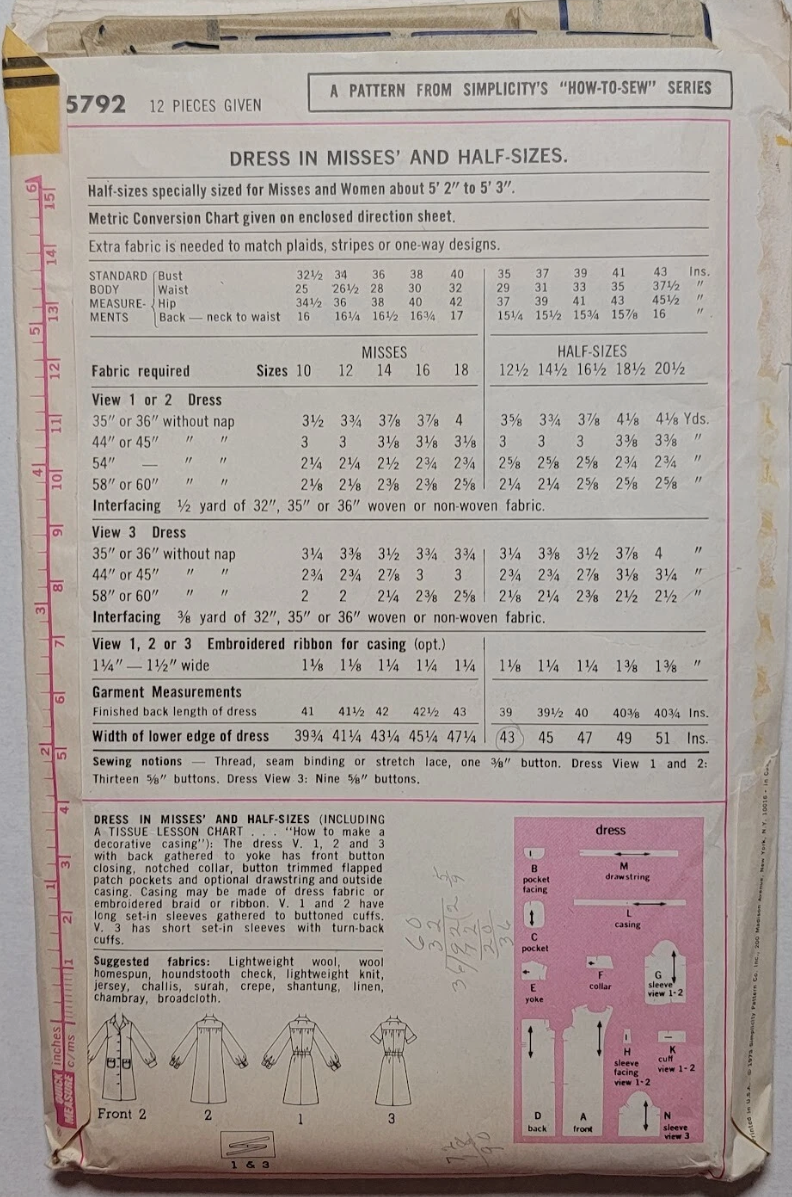 5792 12 PIECES GIVEN
A PATTERN FROM SIMPLICITY'S "HOW-TO-SEW" SERIES
DRESS IN MISSES' AND HALF-SIZES.
Half-sizes specially sized for Misses and Women about 5' 2" to 5' 3".
Metric Conversion Chart given on enclosed direction sheet.
Extra fabric is needed to match plaids, stripes or one-way designs.
STANDARD Bust 32½ 34 36 38 40 35 37 39 41 43 Ins.
BODY Waist 25 26½ 28 30 32 29 31 33 35 37½ "
MEASURE- Hip 34½ 36 38 40 42 37 39 41 43 45½ "
MENTS Back — neck to waist 16 16¼ 16½ 16¾ 17 15¼ 15½ 15¾ 15⅞ 16 "
MISSES HALF-SIZES
Fabric required Sizes 10 12 14 16 18 12½ 14½ 16½ 18½ 20½
View 1 or 2 Dress
35" or 36" without nap 3½ 3¾ 3⅞ 3⅞ 4 3⅝ 3¾ 3⅞ 4⅛ 4⅛ Yds.
44" or 45" " " 3 3 3⅛ 3⅛ 3⅛ 3 3 3 3⅜ 3⅜ "
54" — " " 2¼ 2¼ 2½ 2¾ 2¾ 2⅝ 2⅝ 2⅝ 2¾ 2¾ "
58" or 60" " " 2⅛ 2⅛ 2⅜ 2⅜ 2⅝ 2¼ 2¼ 2⅝ 2⅝ 2⅝ "
Interfacing ½ yard of 32", 35" or 36" woven or non-woven fabric.
View 3 Dress
35" or 36" without nap 3¼ 3⅜ 3½ 3¾ 3¾ 3¼ 3⅜ 3½ 3⅞ 4 "
44" or 45" " " 2¾ 2¾ 2⅞ 3 3 2¾ 2¾ 2⅞ 3⅛ 3¼ "
58" or 60" " " 2 2 2¼ 2⅜ 2⅝ 2⅛ 2¼ 2⅜ 2½ 2½ "
Interfacing ⅜ yard of 32", 35" or 36" woven or non-woven fabric.
View 1, 2 or 3 Embroidered ribbon for casing (opt.)
1¼" — 1½" wide 1⅛ 1⅛ 1¼ 1¼ 1¼ 1⅛ 1¼ 1¼ 1⅜ 1⅜ "
Garment Measurements
Finished back length of dress 41 41½ 42 42½ 43 39 39½ 40 40⅜ 40¾ Ins.
Width of lower edge of dress 39¾ 41¼ 43¼ 45¼ 47¼ 43 45 47 49 51 Ins.
Sewing notions — Thread, seam binding or stretch lace, one ⅜" button. Dress View 1 and 2:
Thirteen ⅝" buttons. Dress View 3: Nine ⅝" buttons.
DRESS IN MISSES' AND HALF-SIZES (INCLUDING
A TISSUE LESSON CHART . . . "How to make a
decorative casing"): The dress V. 1, 2 and 3
with back gathered to yoke has front button
closing, notched collar, button trimmed flapped
patch pockets and optional drawstring and outside
casing. Casing may be made of dress fabric or
embroidered braid or ribbon. V. 1 and 2 have
long set-in sleeves gathered to buttoned cuffs.
V. 3 has short set-in sleeves with turn-back
cuffs.
Suggested fabrics: Lightweight wool, wool
homespun, houndstooth check, lightweight knit,
jersey, challis, surah, crepe, shantung, linen,
chambray, broadcloth.
Front 2 2 1 3
1 & 3
dress
B
pocket
facing
M
drawstring
L
casing
C
pocket
E
yoke
F
collar
G
sleeve
view 1-2
H
sleeve
facing
view 1-2
K
cuff
view 1-2
D
back
A
front
N
sleeve
view 3
QUICK
MEASURE
inches
c/ms
1 2 3 4 5 6
1 2 3 4 5 6 7 8 9 10 11 12 13 14 15